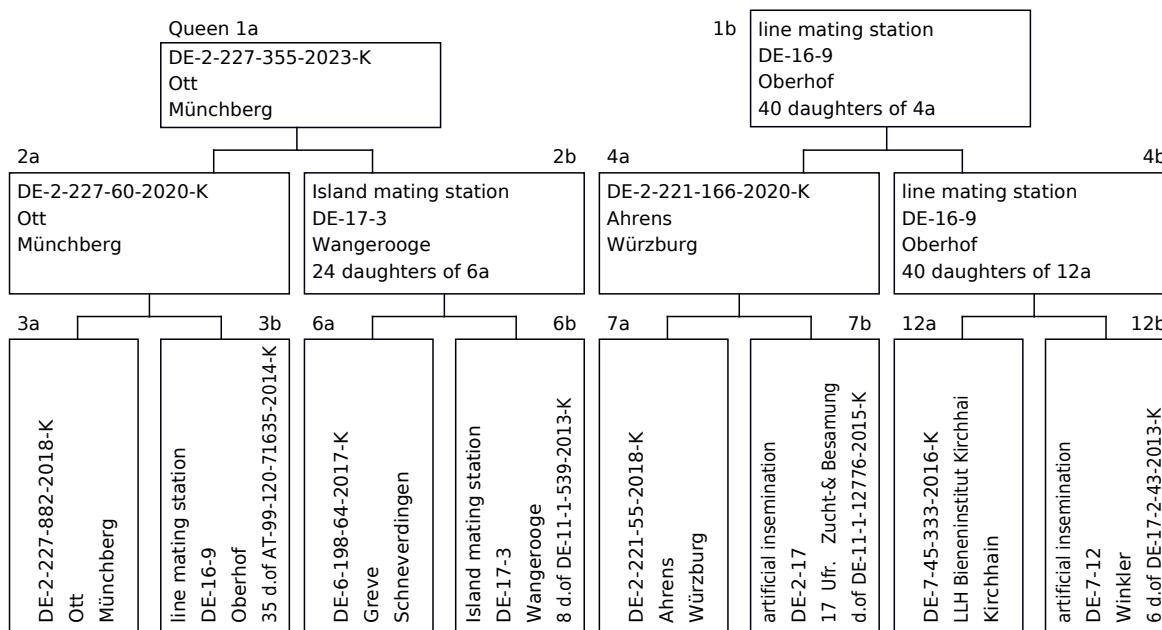 Queen 1a
DE-2-227-355-2023-K
Ott
Münchberg
1b
line mating station
DE-16-9
Oberhof
40 daughters of 4a
2a
DE-2-227-60-2020-K
Ott
Münchberg
2b
Island mating station
DE-17-3
Wangerooge
24 daughters of 6a
4a
DE-2-221-166-2020-K
Ahrens
Würzburg
4b
line mating station
DE-16-9
Oberhof
40 daughters of 12a
3a
DE-2-227-882-2018-K
Ott
Münchberg
3b
line mating station
DE-16-9
Oberhof
35 d.of AT-99-120-71635-2014-K
6a
DE-6-198-64-2017-K
Greve
Schneverdingen
6b
Island mating station
DE-17-3
Wangerooge
8 d.of DE-11-1-539-2013-K
7a
DE-2-221-55-2018-K
Ahrens
Würzburg
7b
artificial insemination
DE-2-17
17 Ufr. Zucht-& Besamung
d.of DE-11-1-12776-2015-K
12a
DE-7-45-333-2016-K
LLH Bieneninstitut Kirchhai
Kirchhain
12b
artificial insemination
DE-7-12
Winkler
6 d.of DE-17-2-43-2013-K